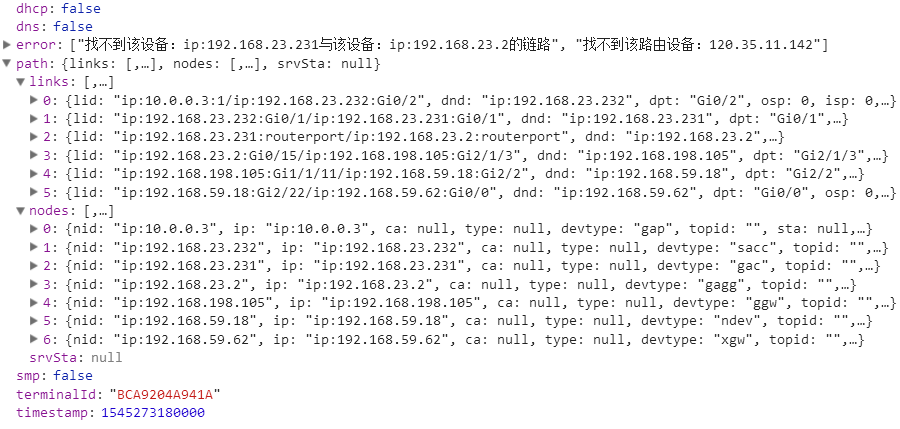 dhcp: false
dns: false
▶ error: ["找不到该设备：ip:192.168.23.231与该设备：ip:192.168.23.2的链路", "找不到该路由设备：120.35.11.142"]
▼ path: {links: [,…], nodes: [,…], srvSta: null}
▼ links: [,…]
▶ 0: {lid: "ip:10.0.0.3:1/ip:192.168.23.232:Gi0/2", dnd: "ip:192.168.23.232", dpt: "Gi0/2", osp: 0, isp: 0,…}
▶ 1: {lid: "ip:192.168.23.232:Gi0/1/ip:192.168.23.231:Gi0/1", dnd: "ip:192.168.23.231", dpt: "Gi0/1",…}
▶ 2: {lid: "ip:192.168.23.231:routerport/ip:192.168.23.2:routerport", dnd: "ip:192.168.23.2",…}
▶ 3: {lid: "ip:192.168.23.2:Gi0/15/ip:192.168.198.105:Gi2/1/3", dnd: "ip:192.168.198.105", dpt: "Gi2/1/3",…}
▶ 4: {lid: "ip:192.168.198.105:Gi1/1/11/ip:192.168.59.18:Gi2/2", dnd: "ip:192.168.59.18", dpt: "Gi2/2",…}
▶ 5: {lid: "ip:192.168.59.18:Gi2/22/ip:192.168.59.62:Gi0/0", dnd: "ip:192.168.59.62", dpt: "Gi0/0", osp: 0,…}
▼ nodes: [,…]
▶ 0: {nid: "ip:10.0.0.3", ip: "ip:10.0.0.3", ca: null, type: null, devtype: "gap", topid: "", sta: null,…}
▶ 1: {nid: "ip:192.168.23.232", ip: "ip:192.168.23.232", ca: null, type: null, devtype: "sacc", topid: "",…}
▶ 2: {nid: "ip:192.168.23.231", ip: "ip:192.168.23.231", ca: null, type: null, devtype: "gac", topid: "",…}
▶ 3: {nid: "ip:192.168.23.2", ip: "ip:192.168.23.2", ca: null, type: null, devtype: "gagg", topid: "",…}
▶ 4: {nid: "ip:192.168.198.105", ip: "ip:192.168.198.105", ca: null, type: null, devtype: "ggw", topid: "",…}
▶ 5: {nid: "ip:192.168.59.18", ip: "ip:192.168.59.18", ca: null, type: null, devtype: "ndev", topid: "",…}
▶ 6: {nid: "ip:192.168.59.62", ip: "ip:192.168.59.62", ca: null, type: null, devtype: "xgw", topid: "",…}
srvSta: null
smp: false
terminalId: "BCA9204A941A"
timestamp: 1545273180000